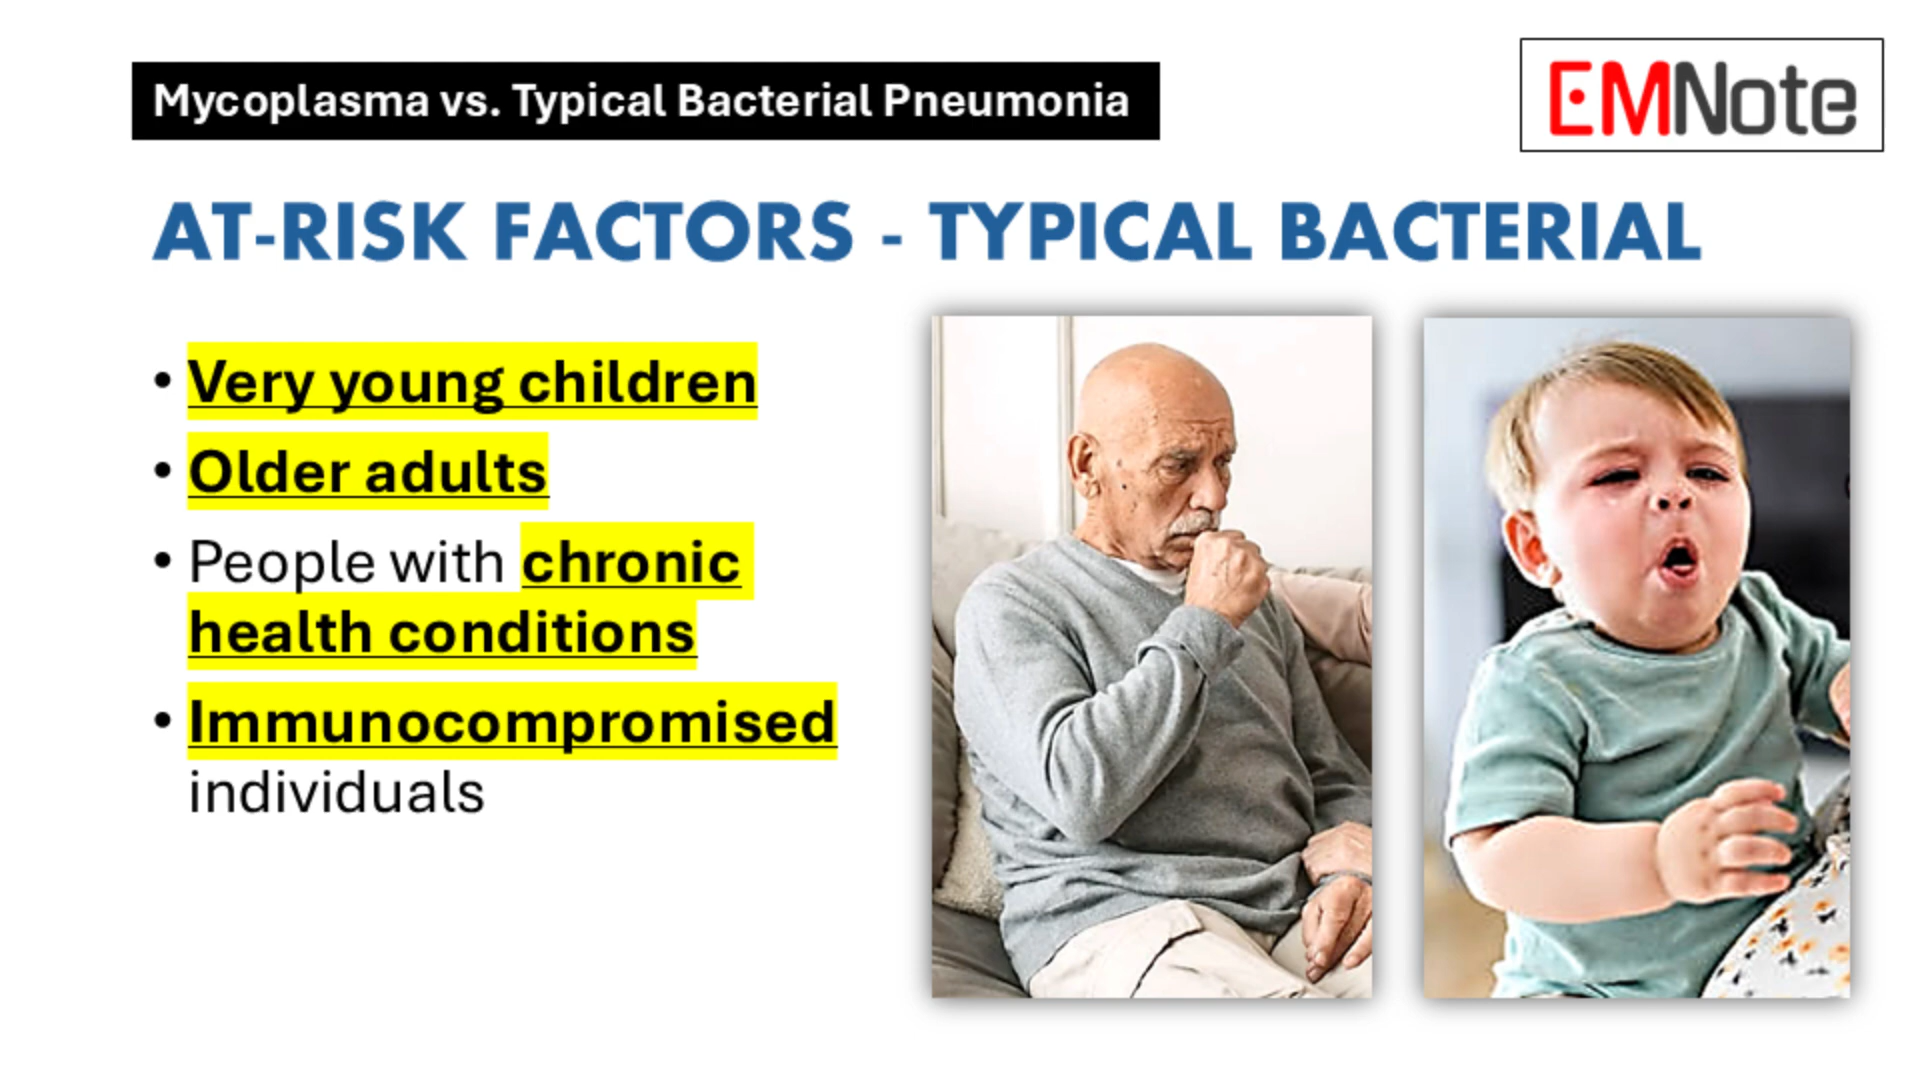 Mycoplasma vs. Typical Bacterial Pneumonia
EMNote
AT-RISK FACTORS - TYPICAL BACTERIAL
• Very young children
• Older adults
• People with chronic
health conditions
• Immunocompromised
individuals